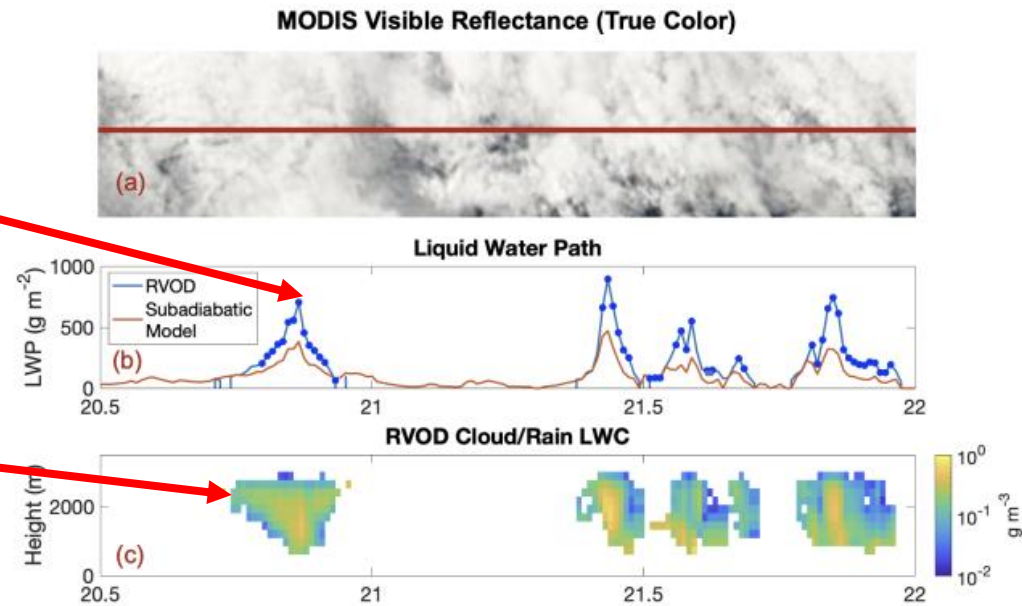 MODIS Visible Reflectance (True Color)
(a)
Liquid Water Path
LWP (g m⁻²)
1000
500
0
RVOD
Subadiabatic
Model
(b)
20.5 21 21.5 22
RVOD Cloud/Rain LWC
Height (m)
2000
0
(c)
10⁰
10⁻¹
10⁻²
g m⁻³
20.5 21 21.5 22